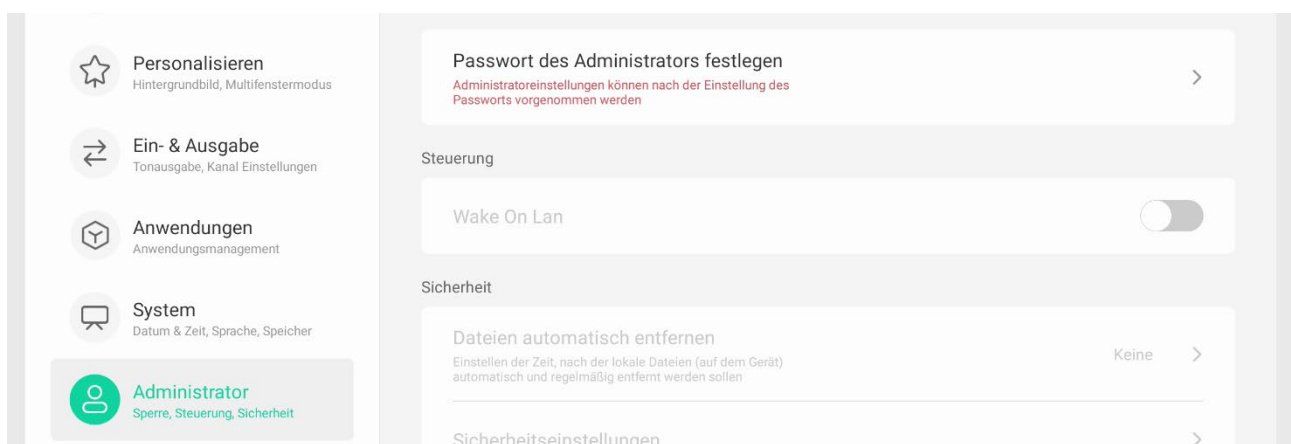 Personalisieren
Hintergrundbild, Multifenstermodus
Ein- & Ausgabe
Tonausgabe, Kanal Einstellungen
Anwendungen
Anwendungsmanagement
System
Datum & Zeit, Sprache, Speicher
Administrator
Sperre, Steuerung, Sicherheit
Passwort des Administrators festlegen
Administratoreinstellungen können nach der Einstellung des
Passworts vorgenommen werden
Steuerung
Wake On Lan
Sicherheit
Dateien automatisch entfernen
Einstellen der Zeit, nach der lokale Dateien (auf dem Gerät)
automatisch und regelmäßig entfernt werden sollen
Keine
Sicherheitseinstellungen